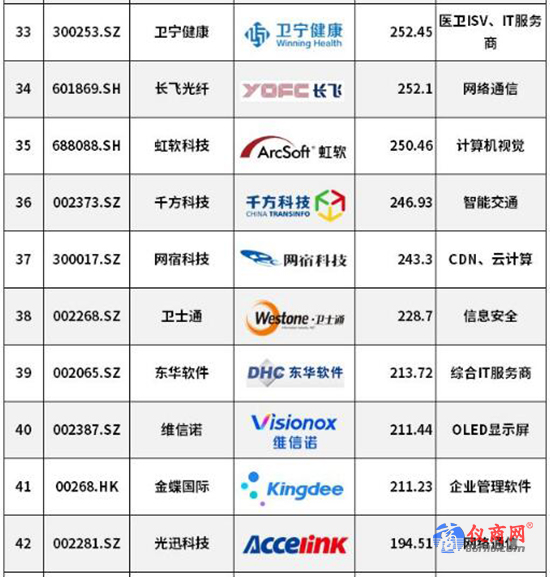 33 300253.SZ 卫宁健康 卫宁健康 Winning Health 252.45 医卫ISV、IT服务商
34 601869.SH 长飞光纤 YOFC 长飞 252.1 网络通信
35 688088.SH 虹软科技 ArcSoft® 虹软 250.46 计算机视觉
36 002373.SZ 千方科技 千方科技 CHINA TRANSINFO 246.93 智能交通
37 300017.SZ 网宿科技 网宿科技 243.3 CDN、云计算
38 002268.SZ 卫士通 Westone·卫士通 228.7 信息安全
39 002065.SZ 东华软件 DHC 东华软件 213.72 综合IT服务商
40 002387.SZ 维信诺 Visionox 维信诺 211.44 OLED显示屏
41 00268.HK 金蝶国际 Kingdee 211.23 企业管理软件
42 002281.SZ 光迅科技 Accelink 194.51 网络通信
仪商网®